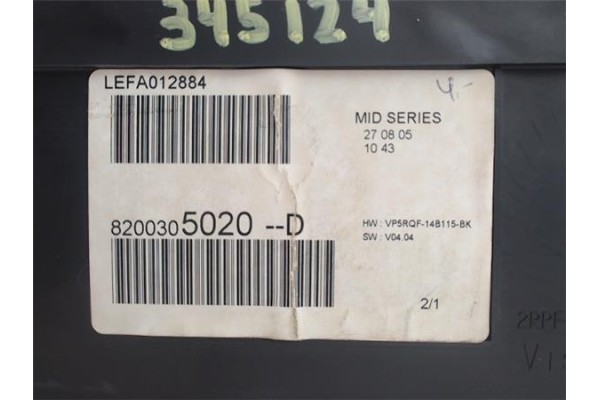 345124
LEFA012884
4,-
MID SERIES
27 08 05
10 43
8200305020 --D
HW : VP5RQF-14B115-BK
SW : V04.04
2/1